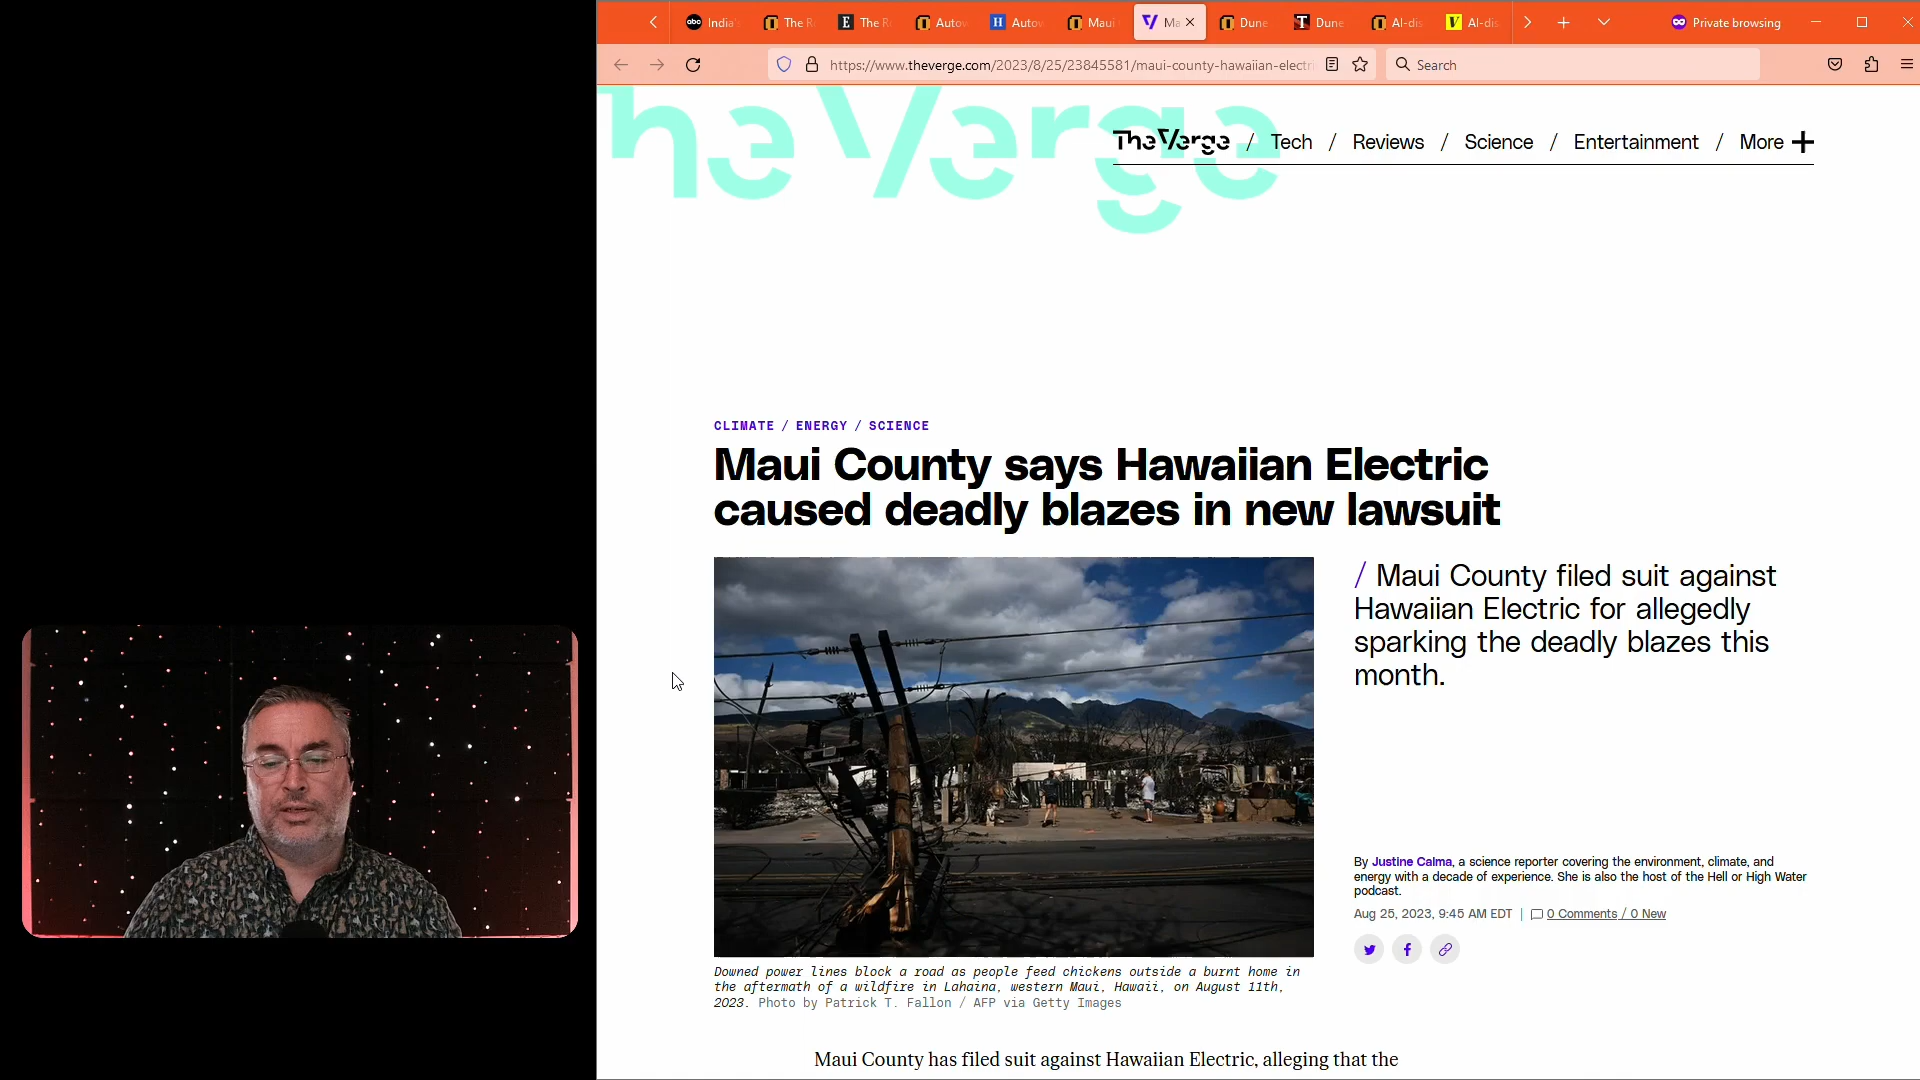 India
The R
E The R
Autov
H Autov
Maui
Ma
Dune
T Dune
AI-dis
V AI-dis
Private browsing
https://www.theverge.com/2023/8/25/23845581/maui-county-hawaiian-electri
Search
The Verge
TheVerge / Tech / Reviews / Science / Entertainment / More
CLIMATE / ENERGY / SCIENCE
Maui County says Hawaiian Electric
caused deadly blazes in new lawsuit
/ Maui County filed suit against
Hawaiian Electric for allegedly
sparking the deadly blazes this
month.
By Justine Calma, a science reporter covering the environment, climate, and
energy with a decade of experience. She is also the host of the Hell or High Water
podcast.
Aug 25, 2023, 9:45 AM EDT | 0 Comments / 0 New
Downed power lines block a road as people feed chickens outside a burnt home in
the aftermath of a wildfire in Lahaina, western Maui, Hawaii, on August 11th,
2023. Photo by Patrick T. Fallon / AFP via Getty Images
Maui County has filed suit against Hawaiian Electric, alleging that the